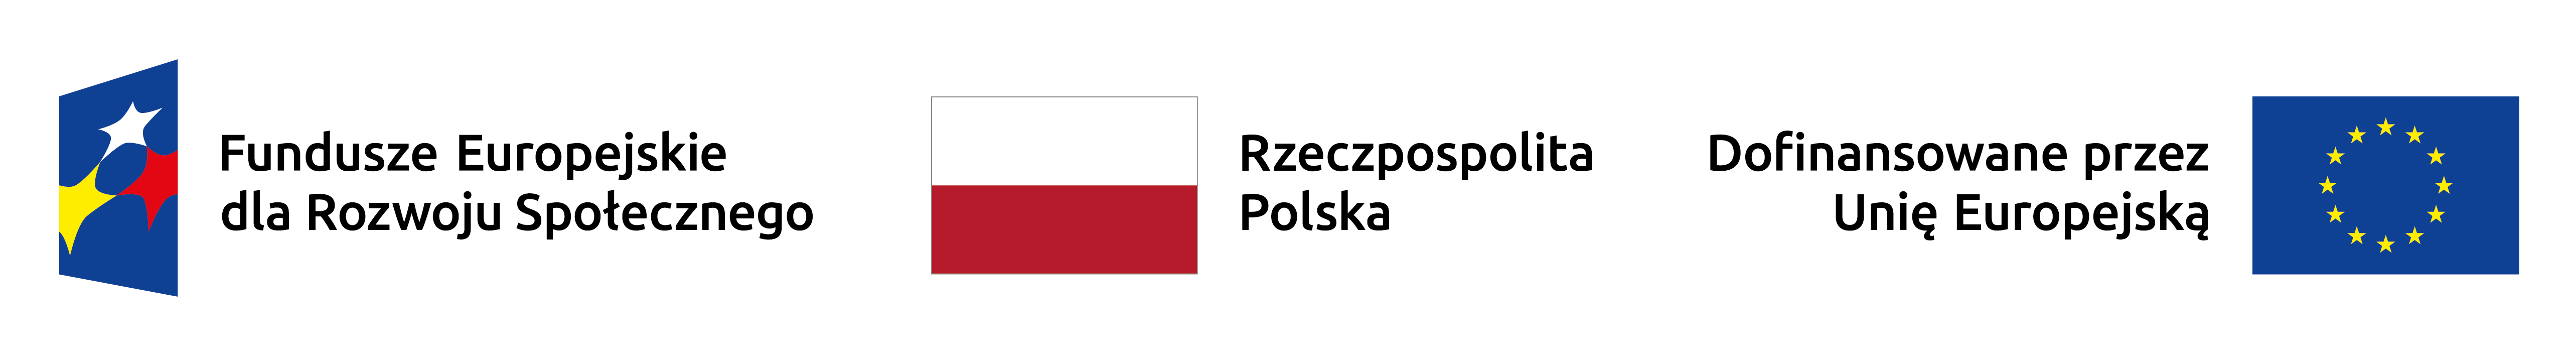 Fundusze Europejskie
dla Rozwoju Społecznego
Rzeczpospolita
Polska
Dofinansowane przez
Unię Europejską